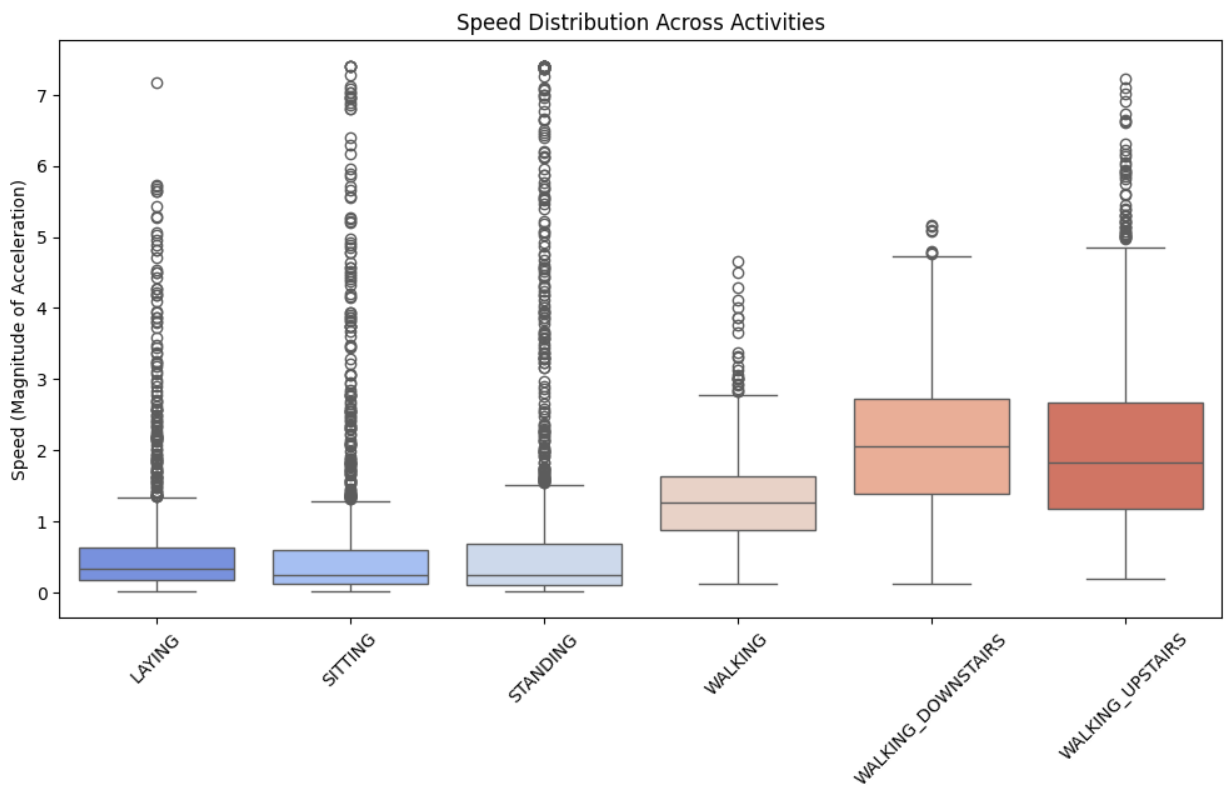 Speed Distribution Across Activities
Speed (Magnitude of Acceleration)
7
6
5
4
3
2
1
0
LAYING
SITTING
STANDING
WALKING
WALKING_DOWNSTAIRS
WALKING_UPSTAIRS